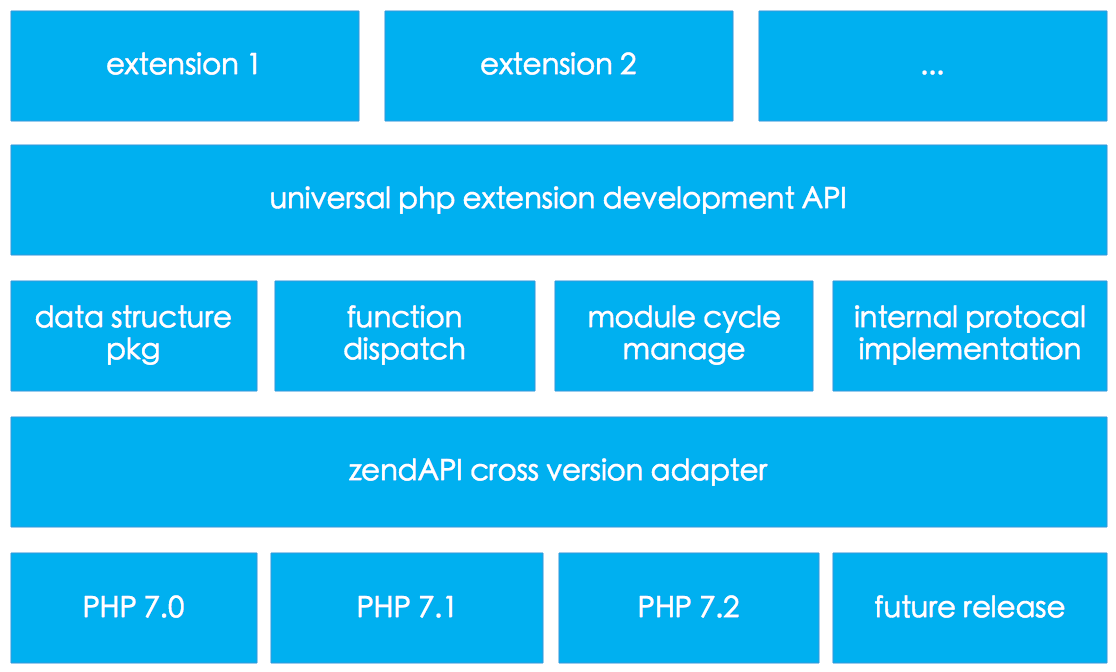 extension 1
extension 2
...
universal php extension development API
data structure
pkg
function
dispatch
module cycle
manage
internal protocal
implementation
zendAPI cross version adapter
PHP 7.0
PHP 7.1
PHP 7.2
future release